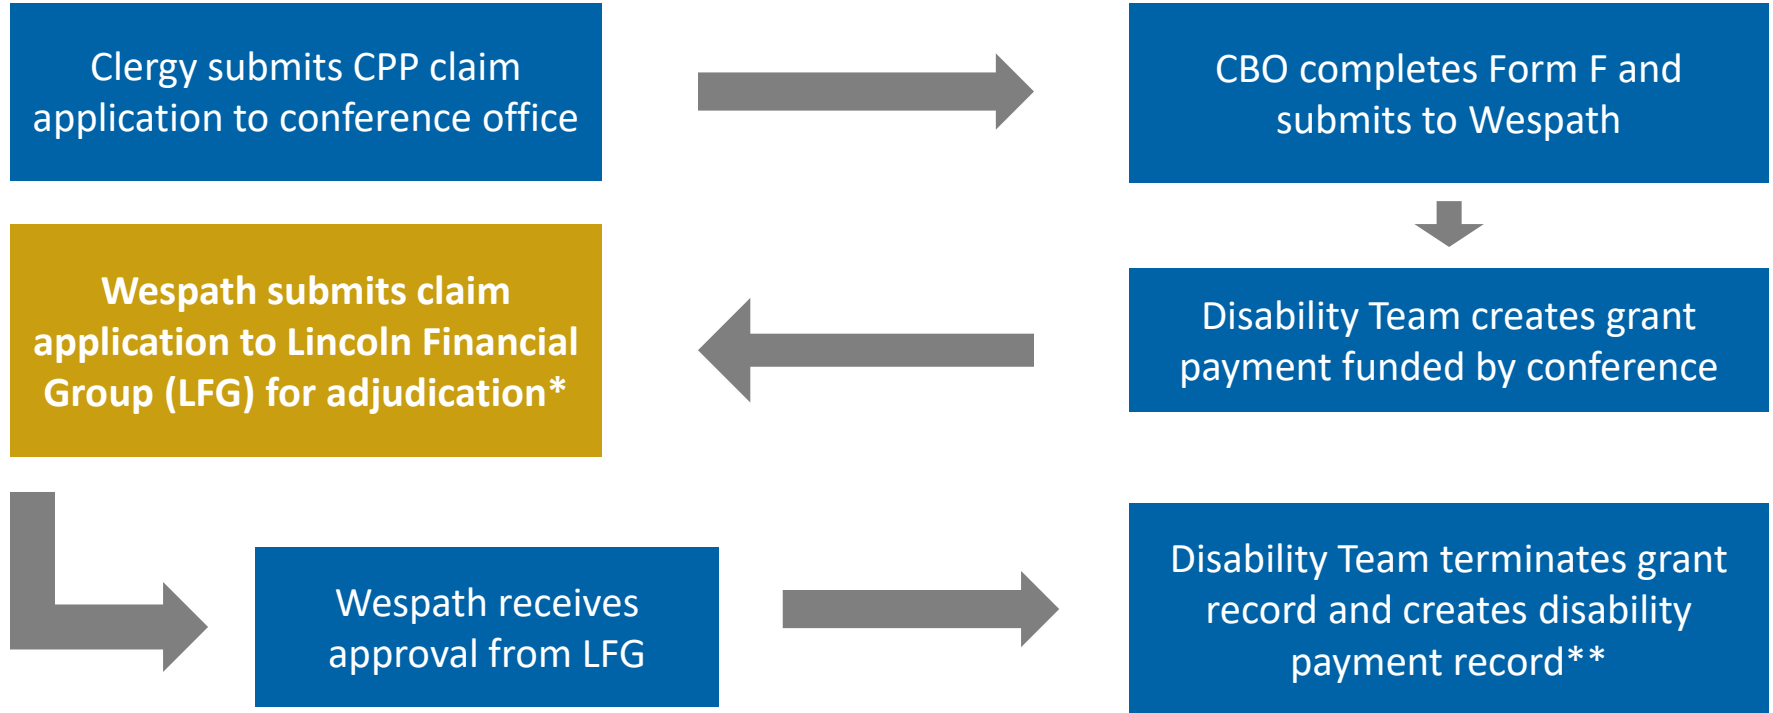 Clergy submits CPP claim
application to conference office
CBO completes Form F and
submits to Wespath
Disability Team creates grant
payment funded by conference
Wespath submits claim
application to Lincoln Financial
Group (LFG) for adjudication*
Wespath receives
approval from LFG
Disability Team terminates grant
record and creates disability
payment record**